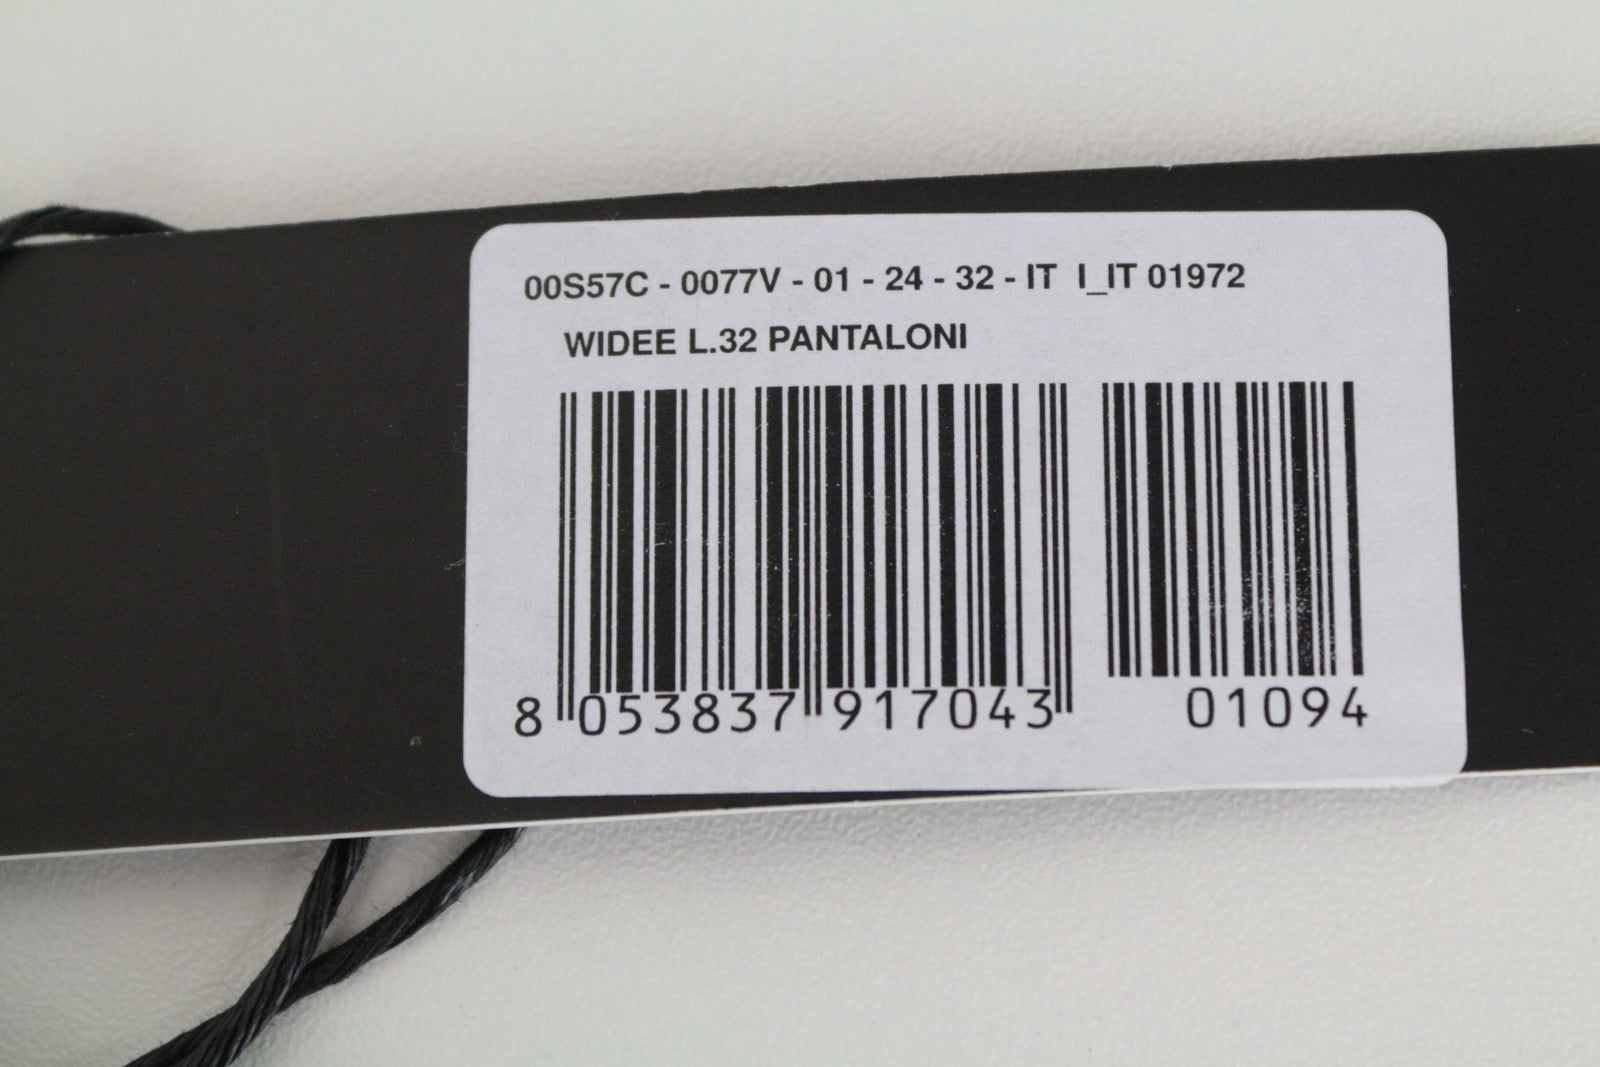 00S57C - 0077V - 01 - 24 - 32 - IT I_IT 01972
WIDEE L.32 PANTALONI
8 053837 917043 01094